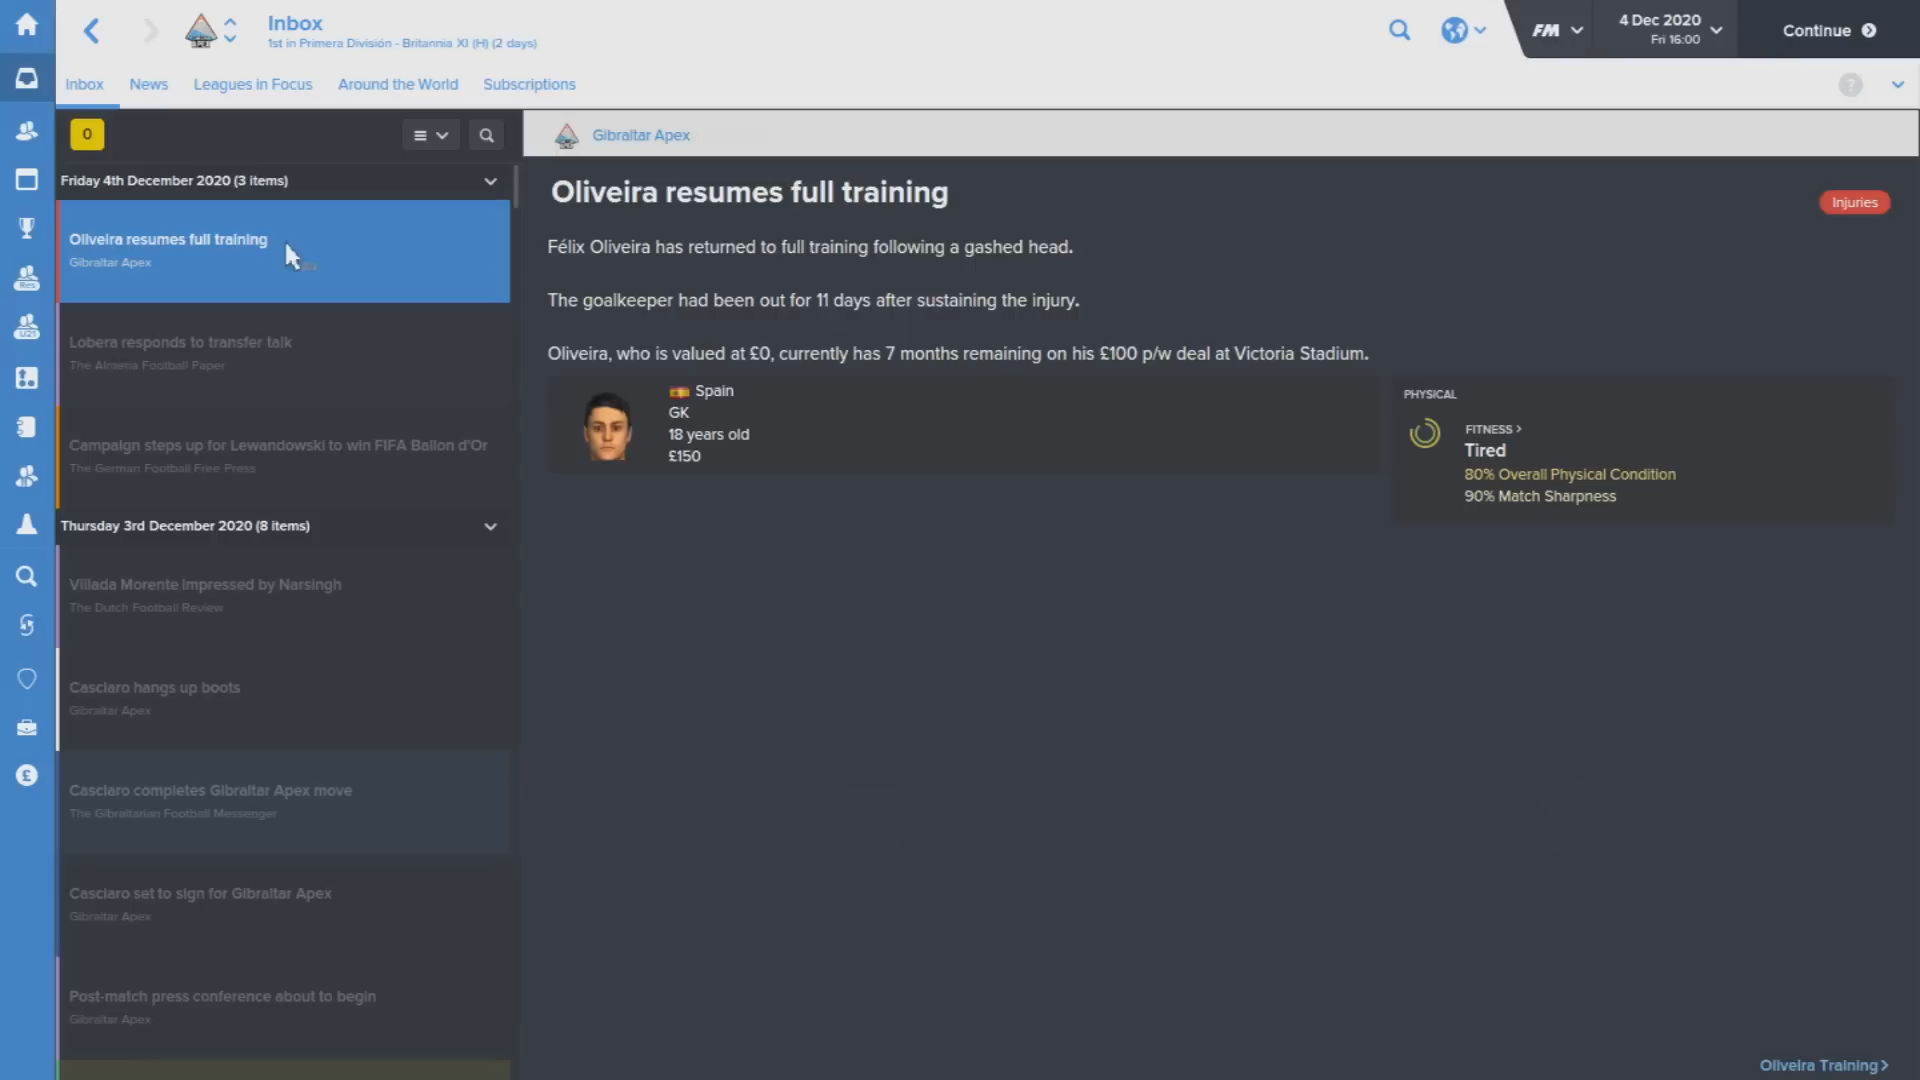 Inbox
1st in Primera División - Britannia XI (H) (2 days)
FM
4 Dec 2020
Fri 16:00
Continue
Inbox
News
Leagues in Focus
Around the World
Subscriptions
?
0
Gibraltar Apex
Friday 4th December 2020 (3 items)
Oliveira resumes full training
Gibraltar Apex
Lobera responds to transfer talk
The Almería Football Paper
Campaign steps up for Lewandowski to win FIFA Ballon d'Or
The German Football Free Press
Thursday 3rd December 2020 (8 items)
Villada Morente impressed by Narsingh
The Dutch Football Review
Casciaro hangs up boots
Gibraltar Apex
Casciaro completes Gibraltar Apex move
The Gibraltarian Football Messenger
Casciaro set to sign for Gibraltar Apex
Gibraltar Apex
Post-match press conference about to begin
Gibraltar Apex
Res
U21
£
Oliveira resumes full training
Injuries
Félix Oliveira has returned to full training following a gashed head.
The goalkeeper had been out for 11 days after sustaining the injury.
Oliveira, who is valued at £0, currently has 7 months remaining on his £100 p/w deal at Victoria Stadium.
Spain
GK
18 years old
£150
PHYSICAL
FITNESS >
Tired
80% Overall Physical Condition
90% Match Sharpness
Oliveira Training >